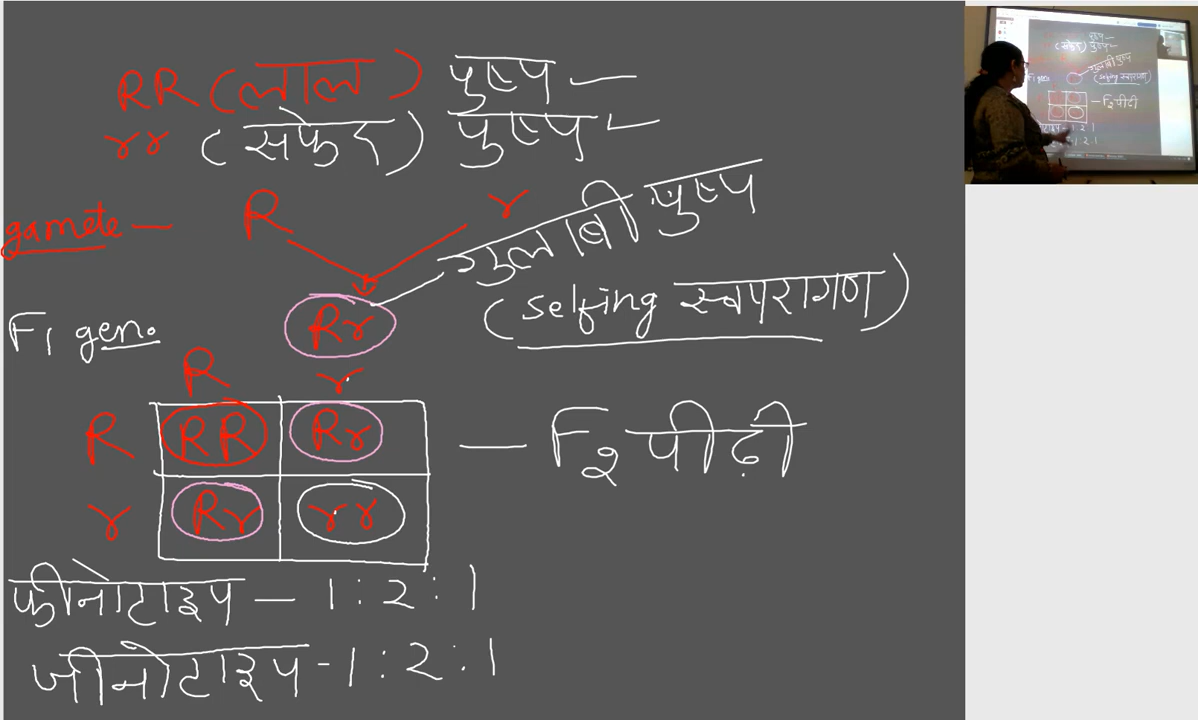 RR (लाल) पुष्प —
rr (सफेद) पुष्प —
gamete — R r
गुलाबी पुष्प
(selfing स्वपरागण)
F1 gen. Rr
R r
R RR Rr — F2 पीढ़ी
r Rr rr
फीनोटाइप — 1 : 2 : 1
जीनोटाइप - 1 : 2 : 1